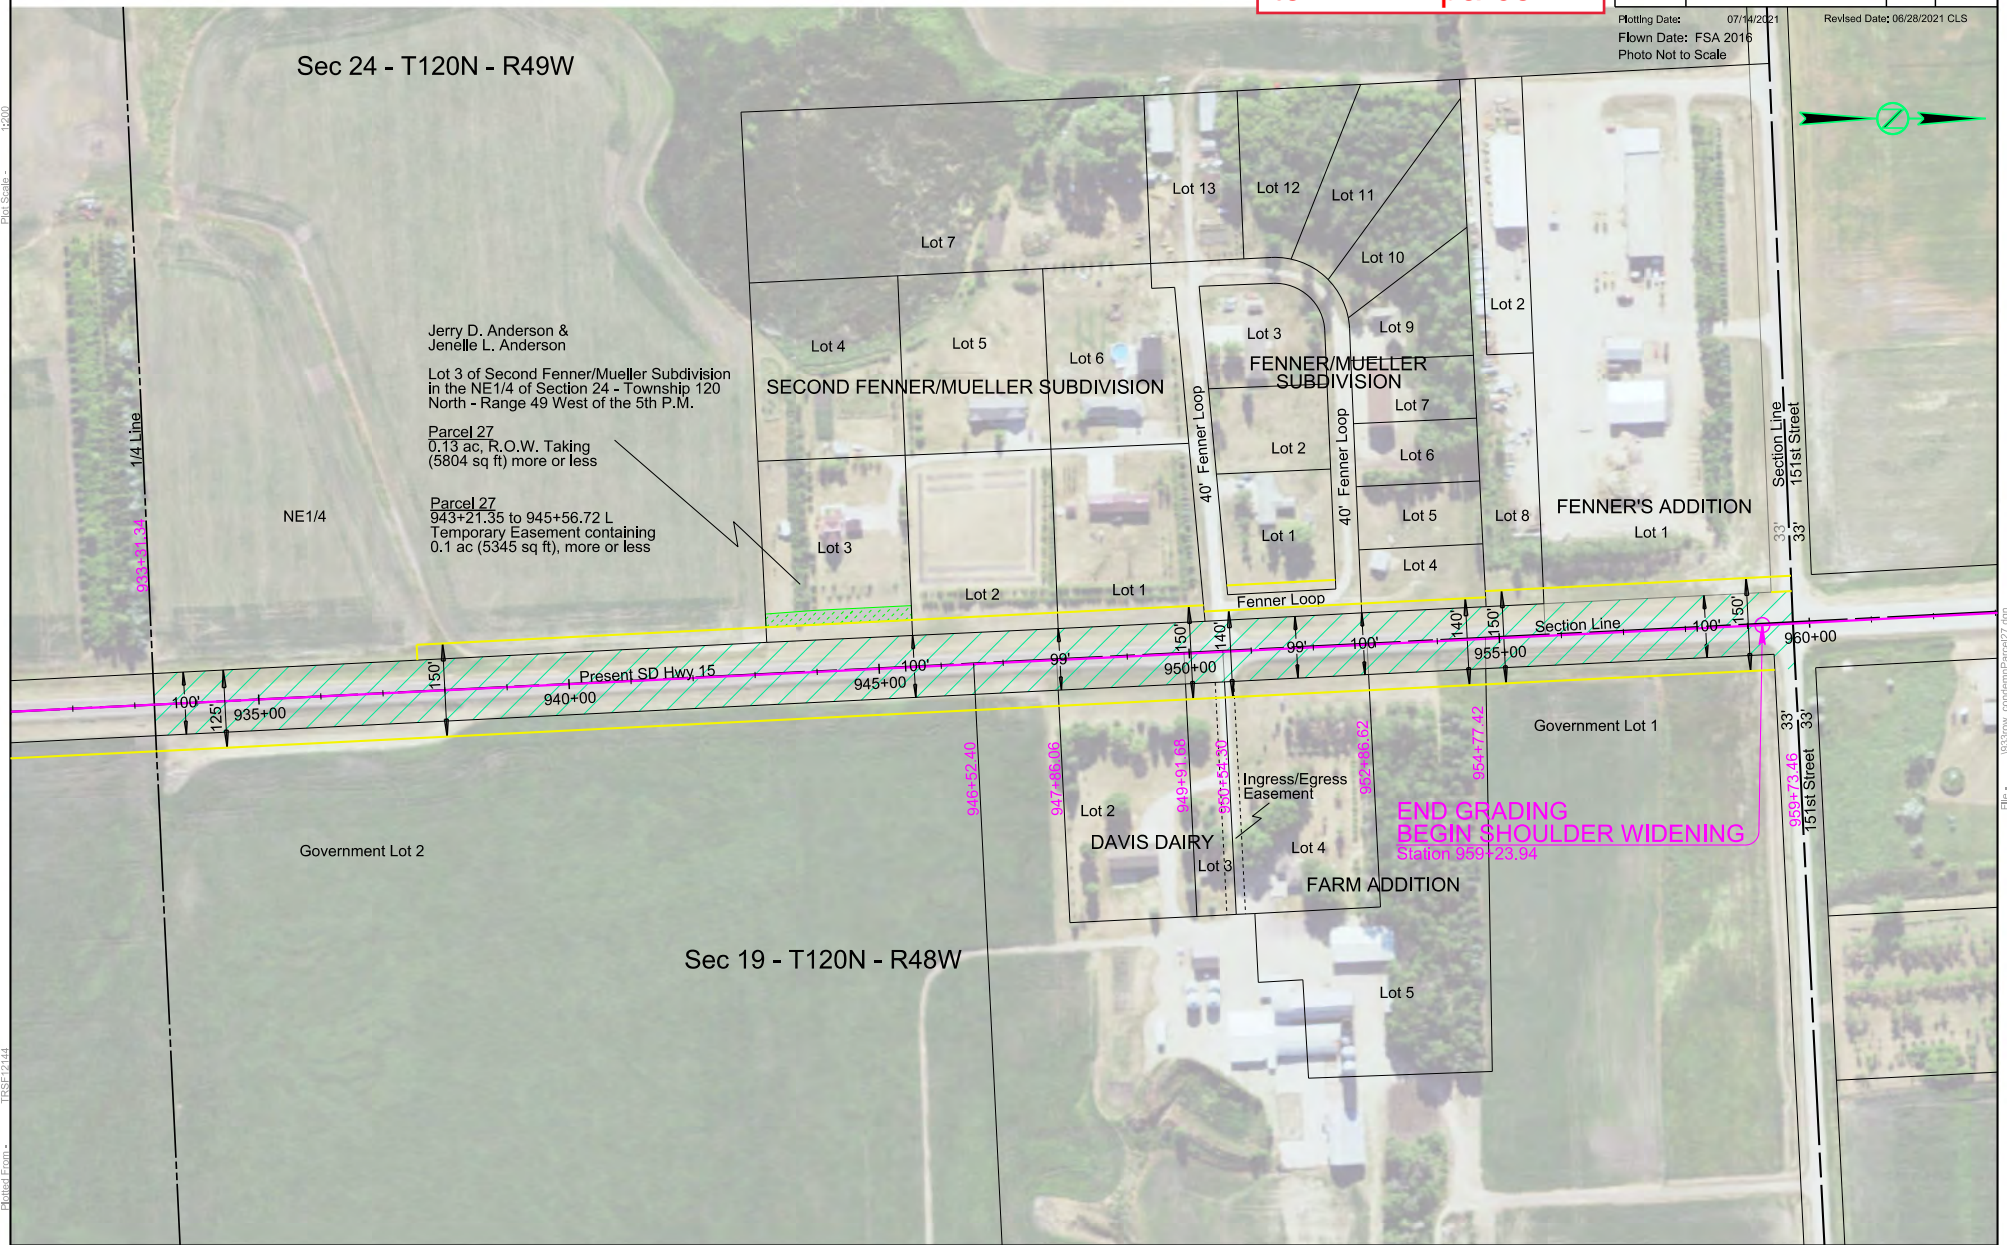 Plotting Date: 07/14/2021 Revised Date: 06/28/2021 CLS
Flown Date: FSA 2016
Photo Not to Scale
Plot Scale - 1:200
Sec 24 - T120N - R49W
Lot 13
Lot 12
Lot 11
Lot 7
Lot 10
Lot 2
Lot 9
Lot 3
Lot 4
Lot 5
Lot 6
Jerry D. Anderson &
Jenelle L. Anderson
Lot 3 of Second Fenner/Mueller Subdivision
in the NE1/4 of Section 24 - Township 120
North - Range 49 West of the 5th P.M.
Parcel 27
0.13 ac, R.O.W. Taking
(5804 sq ft) more or less
Parcel 27
943+21.35 to 945+56.72 L
Temporary Easement containing
0.1 ac (5345 sq ft), more or less
SECOND FENNER/MUELLER SUBDIVISION
FENNER/MUELLER
SUBDIVISION
40' Fenner Loop
40' Fenner Loop
Lot 7
Lot 2
Lot 6
1/4 Line
Section Line
151st Street
NE1/4
933+31.34
Lot 3
Lot 2
Lot 1
Lot 1
Lot 5
Lot 4
Lot 8
FENNER'S ADDITION
Lot 1
33'
33'
Fenner Loop
Section Line
Present SD Hwy 15
100'
125'
150'
100'
99'
150'
140'
99'
100'
140'
150'
100'
150'
935+00
940+00
945+00
950+00
955+00
960+00
946+52.40
947+86.06
949+91.68
950+54.30
952+86.62
954+77.42
959+73.46
Government Lot 1
33'
33'
151st Street
Ingress/Egress
Easement
Lot 2
DAVIS DAIRY
Lot 3
Lot 4
FARM ADDITION
END GRADING
BEGIN SHOULDER WIDENING
Station 959+23.94
Government Lot 2
Sec 19 - T120N - R48W
Lot 5
Plotted From - TRSF12144
File - ...\933row_condemnParcel27.dgn